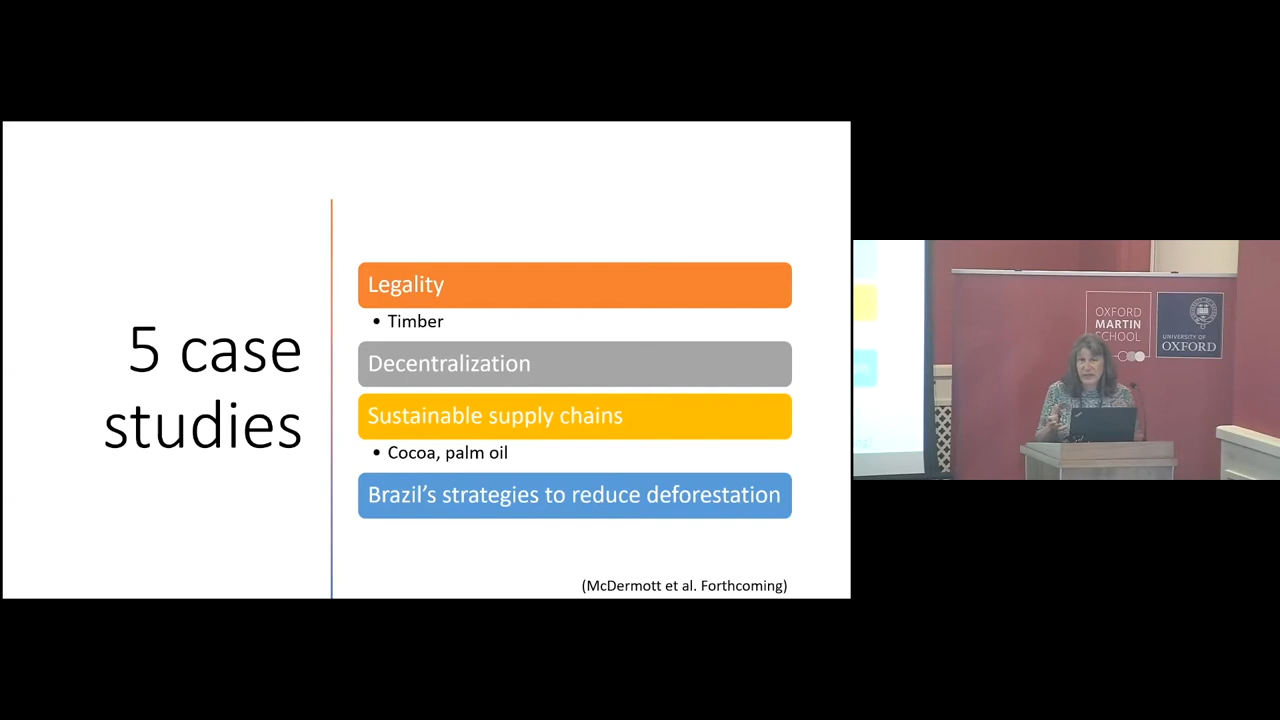 5 case
studies
Legality
• Timber
Decentralization
Sustainable supply chains
• Cocoa, palm oil
Brazil's strategies to reduce deforestation
(McDermott et al. Forthcoming)
OXFORD
MARTIN
SCHOOL
UNIVERSITY OF
OXFORD